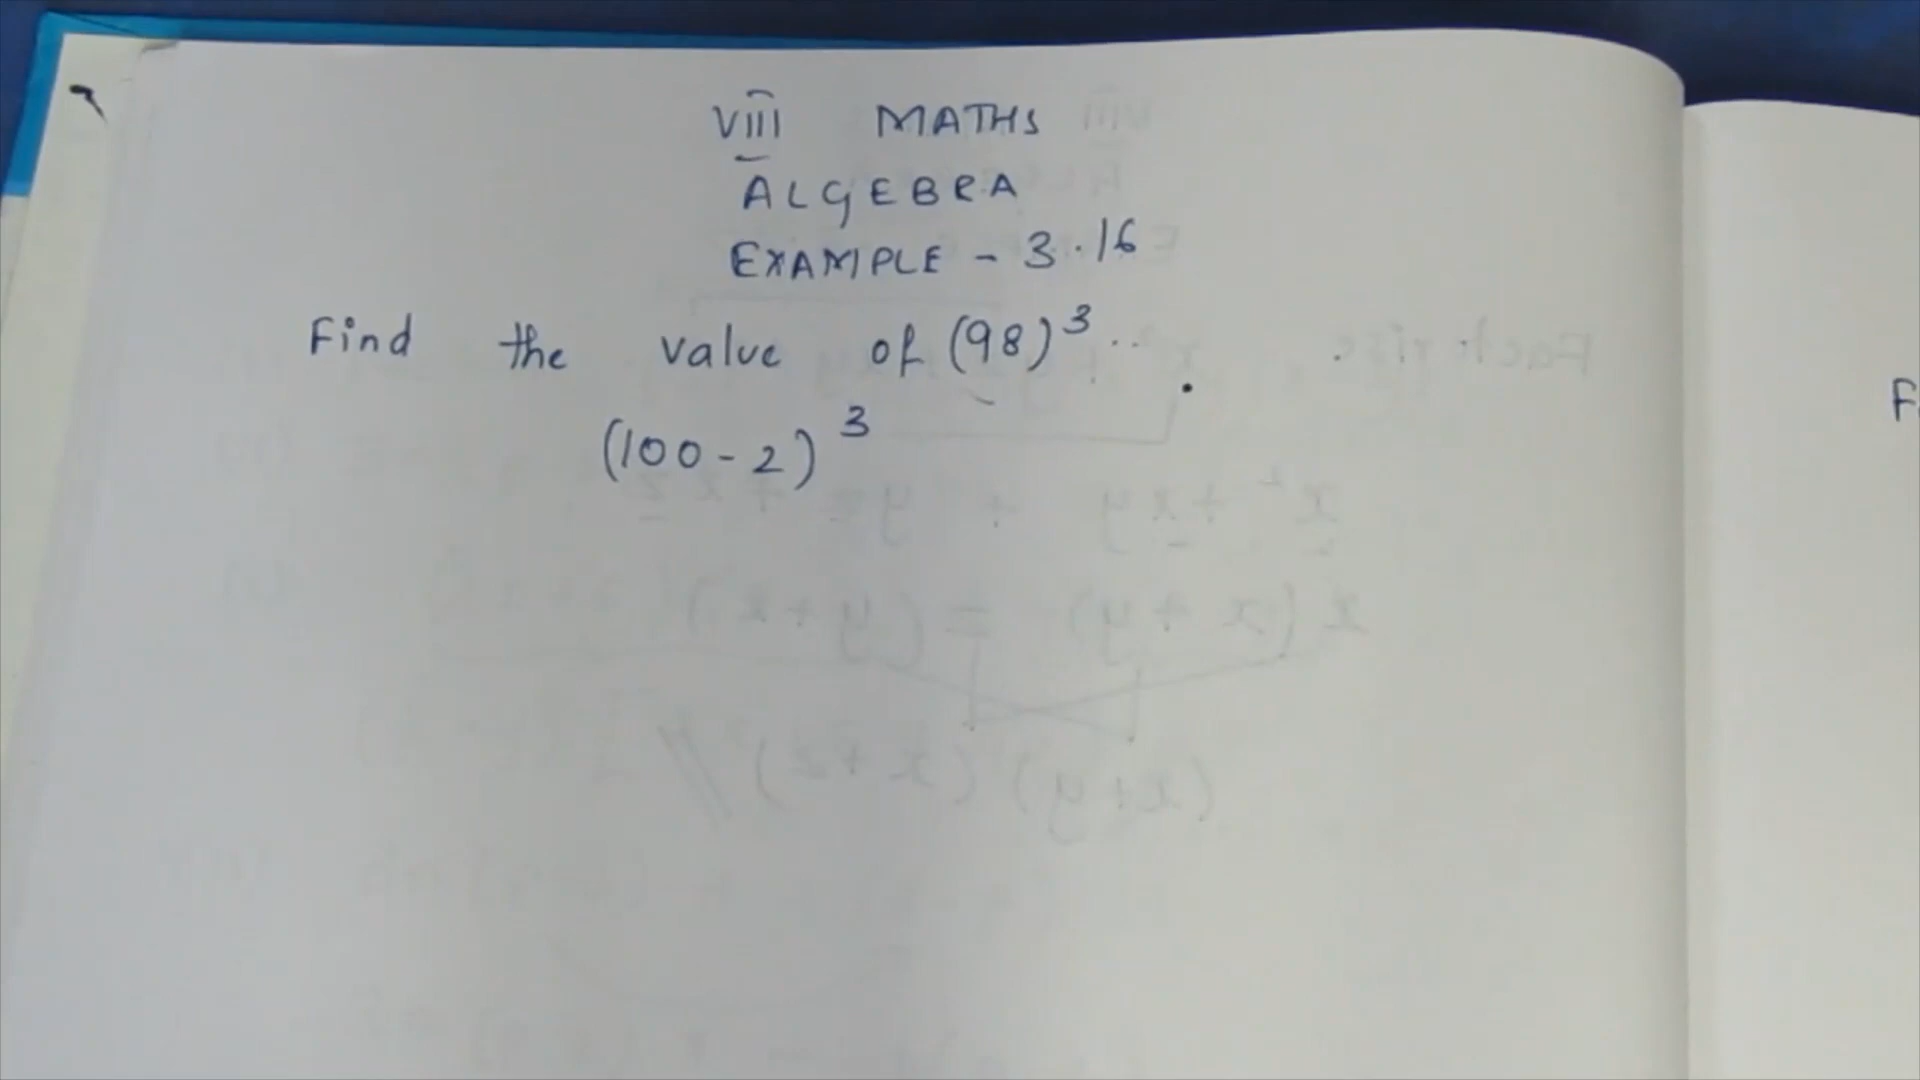 VIII MATHS
ALGEBRA
EXAMPLE - 3.16
Find the value of (98)³..
(100-2)³
F